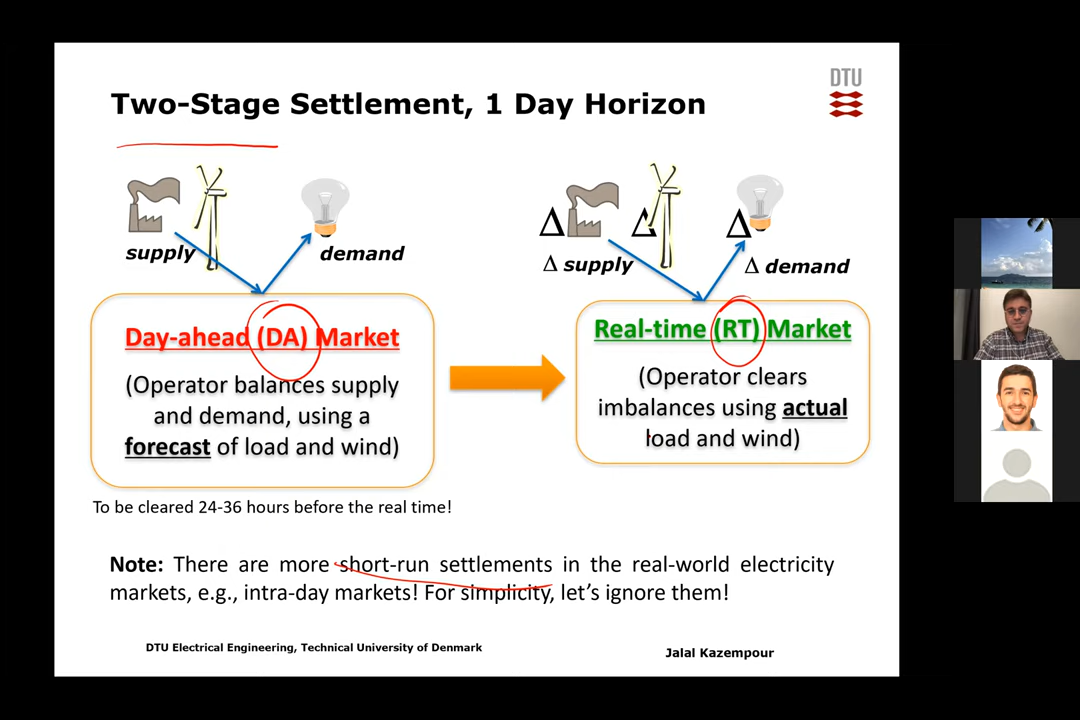 Two-Stage Settlement, 1 Day Horizon
DTU
supply
demand
Δ
Δ
Δ
Δ supply
Δ demand
Day-ahead (DA) Market
(Operator balances supply
and demand, using a
forecast of load and wind)
Real-time (RT) Market
(Operator clears
imbalances using actual
load and wind)
To be cleared 24-36 hours before the real time!
Note: There are more short-run settlements in the real-world electricity
markets, e.g., intra-day markets! For simplicity, let's ignore them!
DTU Electrical Engineering, Technical University of Denmark
Jalal Kazempour